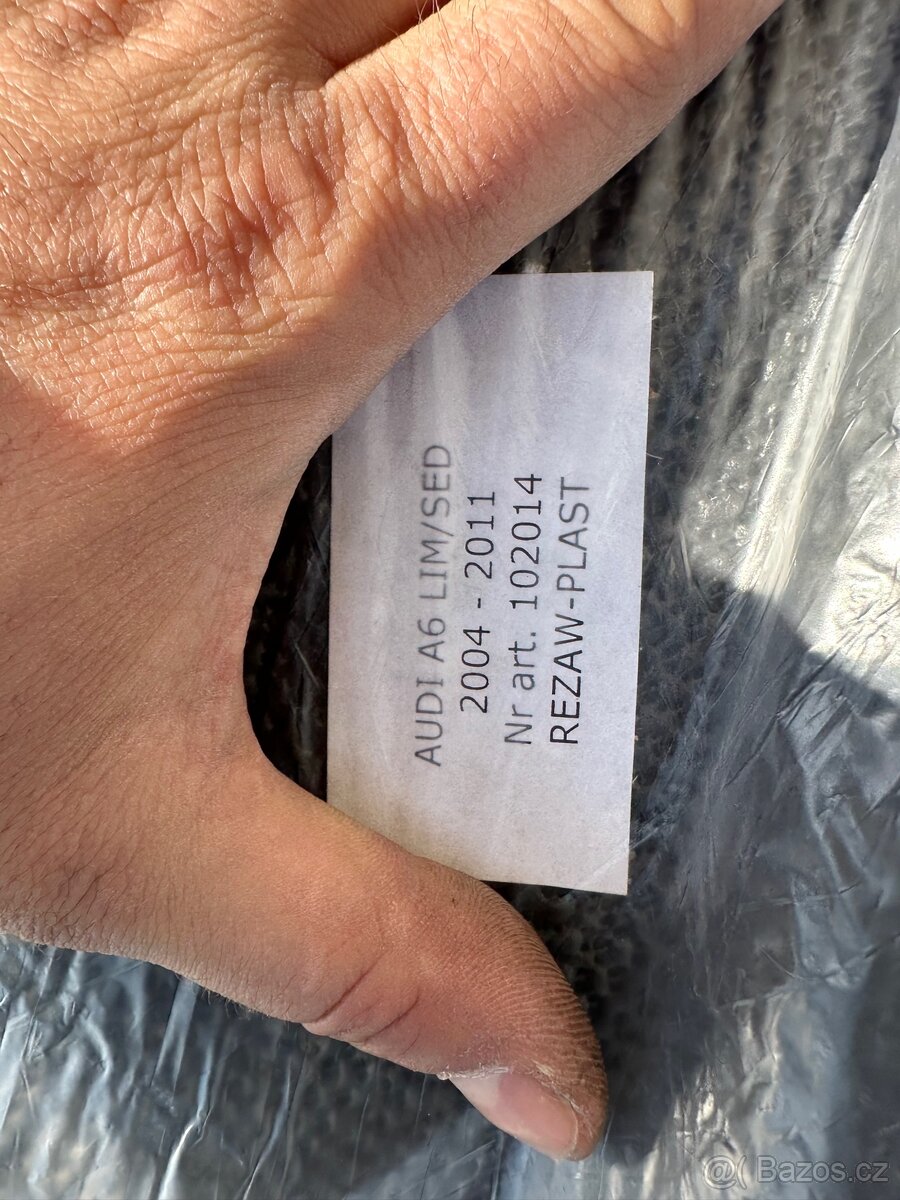 AUDI A6 LIM/SED
2004 - 2011
Nr art. 102014
REZAW-PLAST
@( Bazos.cz